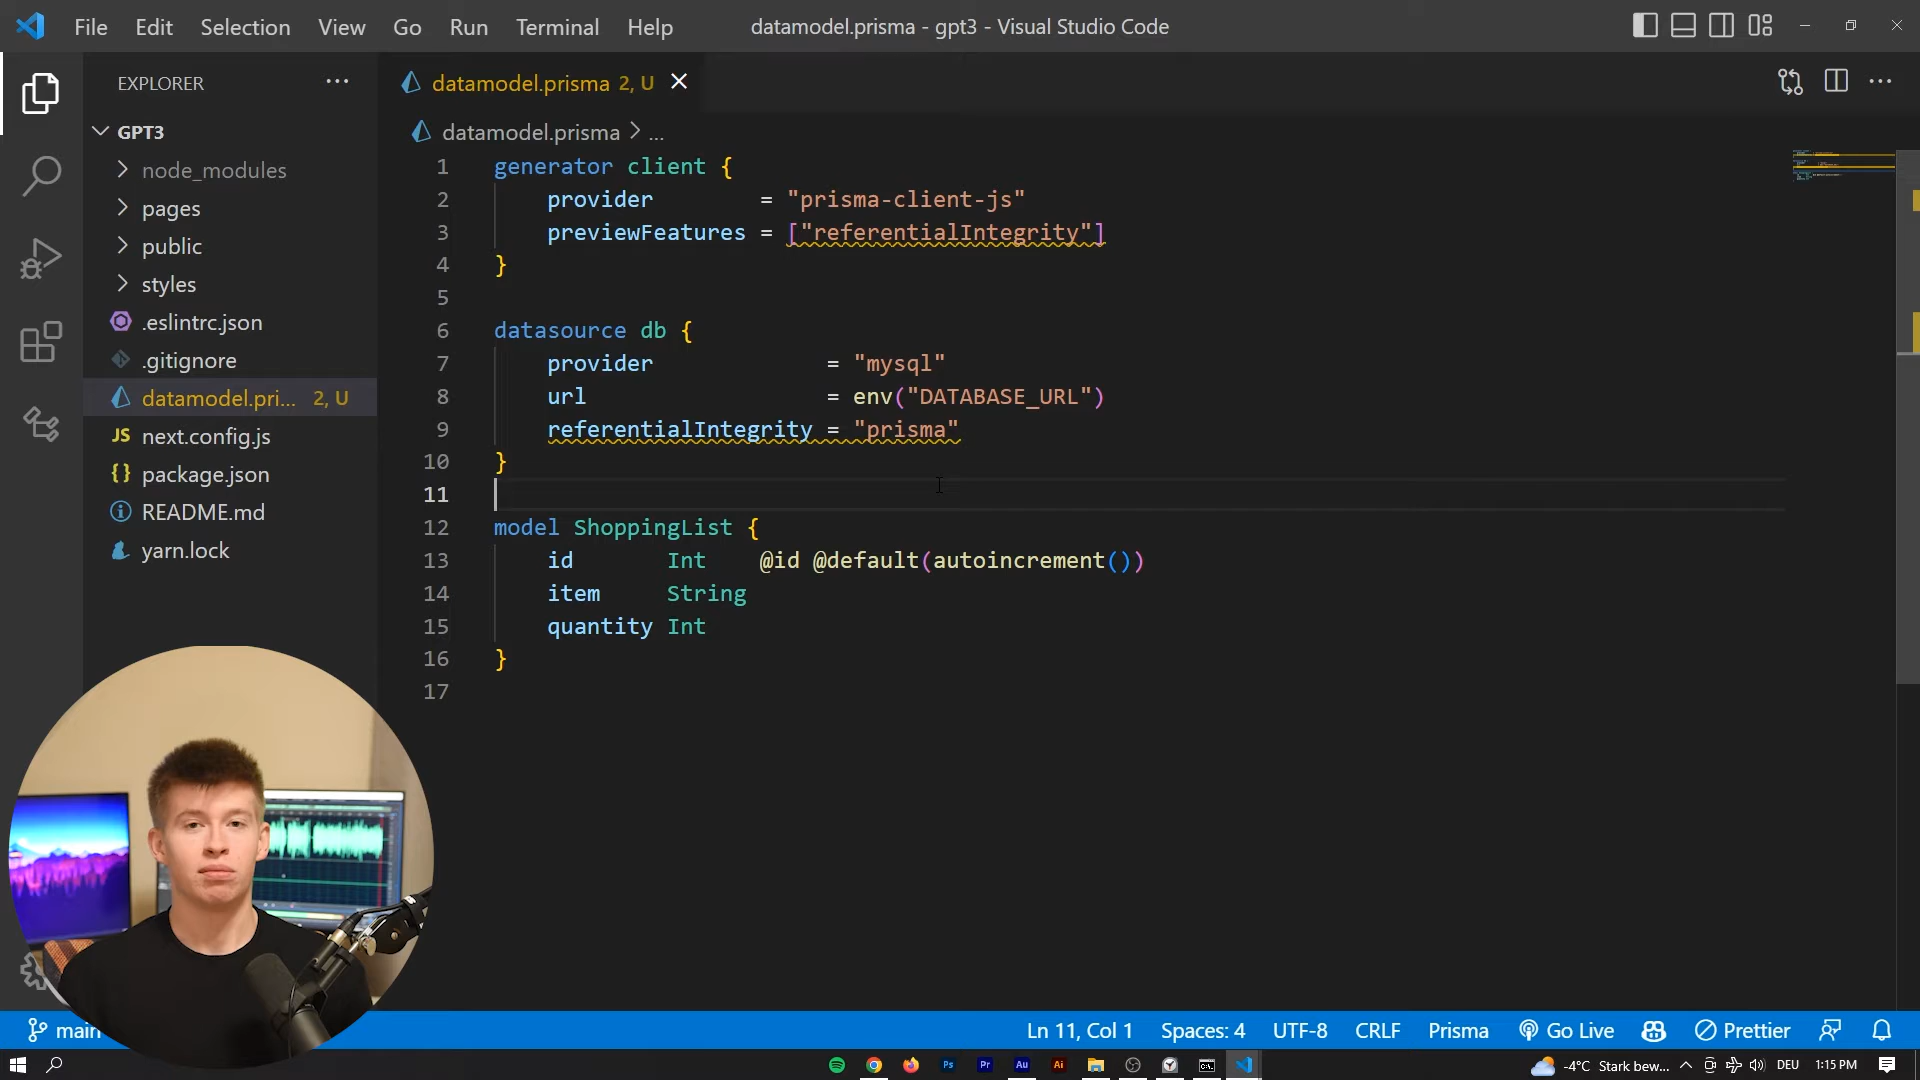 File Edit Selection View Go Run Terminal Help datamodel.prisma - gpt3 - Visual Studio Code
EXPLORER ···
datamodel.prisma 2, U
GPT3
datamodel.prisma > ...
node_modules
pages
public
styles
.eslintrc.json
.gitignore
datamodel.pri... 2, U
next.config.js
package.json
README.md
yarn.lock
1 generator client {
2 provider = "prisma-client-js"
3 previewFeatures = ["referentialIntegrity"]
4 }
5
6 datasource db {
7 provider = "mysql"
8 url = env("DATABASE_URL")
9 referentialIntegrity = "prisma"
10 }
11
12 model ShoppingList {
13 id Int @id @default(autoincrement())
14 item String
15 quantity Int
16 }
17
main Ln 11, Col 1 Spaces: 4 UTF-8 CRLF Prisma Go Live Prettier
Ps Pr Au Ai -4°C Stark bew... DEU 1:15 PM